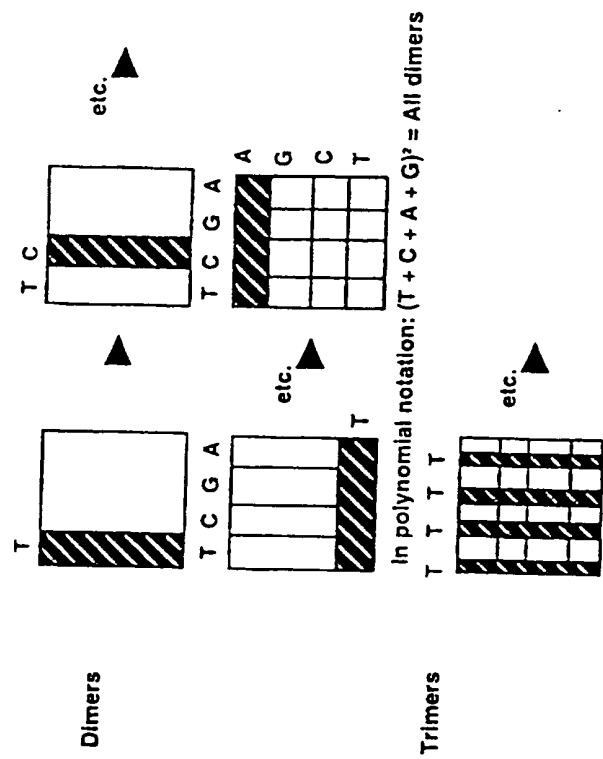 T
T C
Dimers
etc.
T C G A
T C G A
A
G
etc.
C
T
T
In polynomial notation: (T + C + A + G)² = All dimers
Trimers
T T T T
etc.